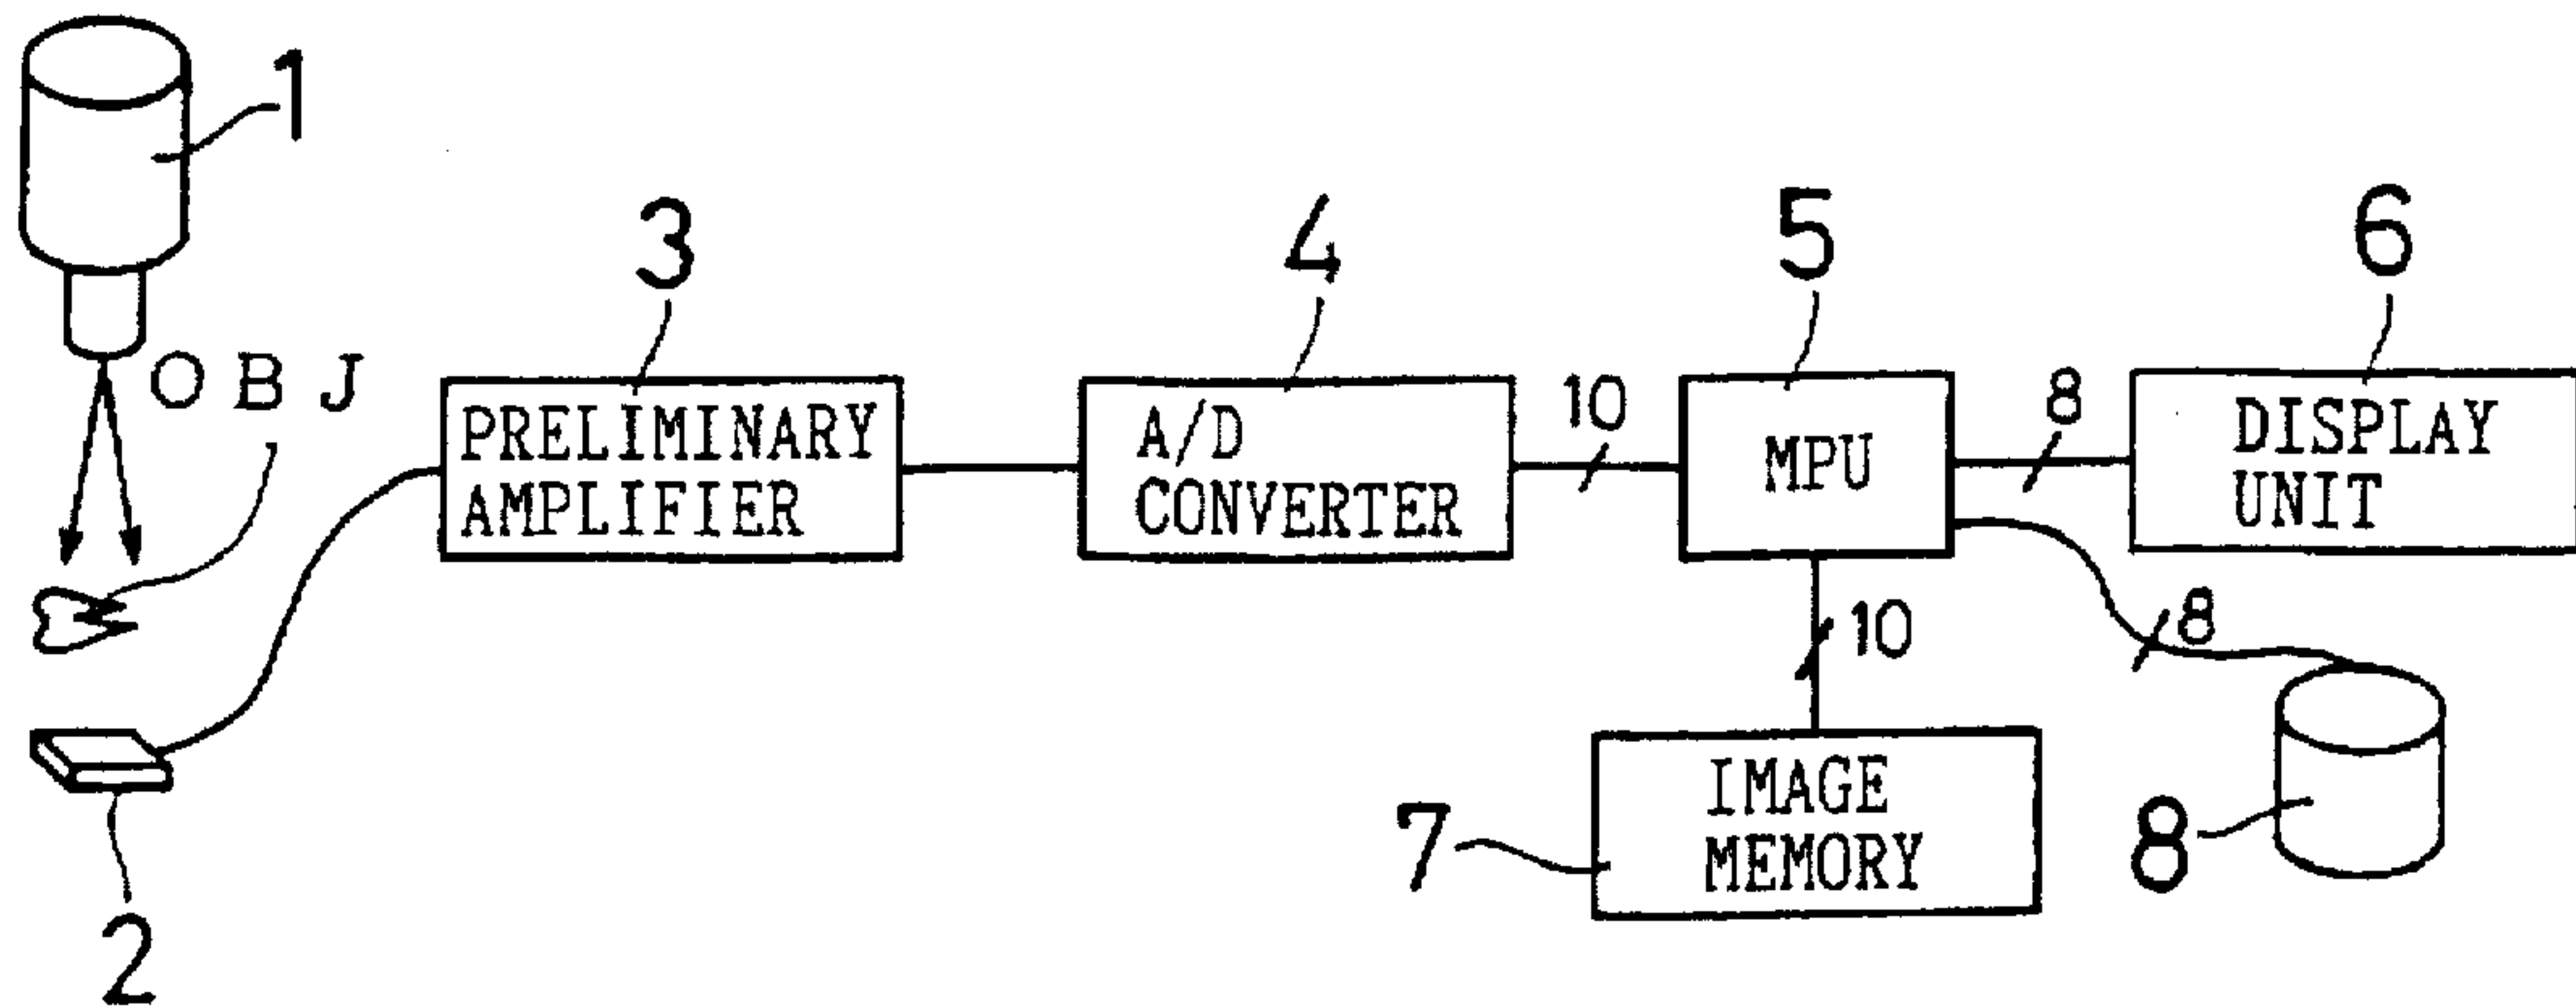 1
OBJ
3
PRELIMINARY
AMPLIFIER
4
A/D
CONVERTER
10
5
MPU
8
6
DISPLAY
UNIT
10
8
7
IMAGE
MEMORY
8
2